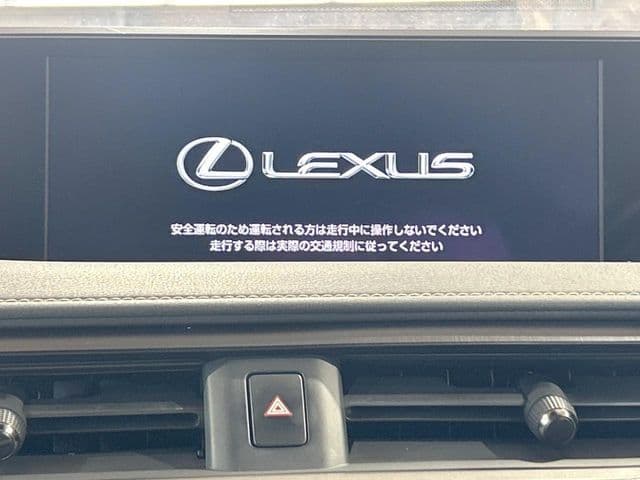 LEXUS
安全運転のため運転される方は走行中に操作しないでください
走行する際は実際の交通規制に従ってください